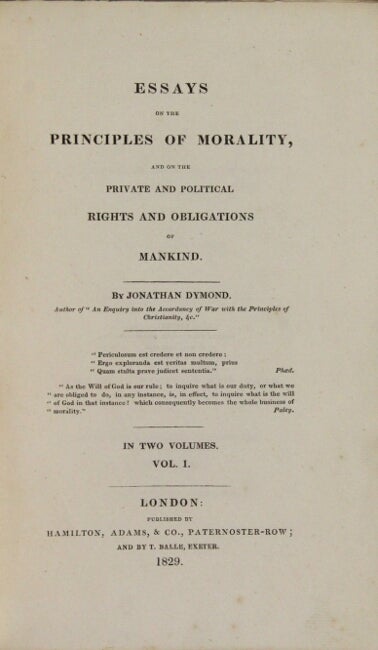 ESSAYS
ON THE
PRINCIPLES OF MORALITY,
AND ON THE
PRIVATE AND POLITICAL
RIGHTS AND OBLIGATIONS
OF
MANKIND.
BY JONATHAN DYMOND.
Author of "An Enquiry into the Accordancy of War with the Principles of
Christianity, &c."
"Periculosum est credere et non credere;
"Ergo exploranda est veritas multum, prius
"Quam stulta prave judicet sententia." Phæd.
"As the Will of God is our rule; to inquire what is our duty, or what we
"are obliged to do, in any instance, is, in effect, to inquire what is the will
"of God in that instance! which consequently becomes the whole business of
"morality." Paley.
IN TWO VOLUMES.
VOL. I.
LONDON:
PUBLISHED BY
HAMILTON, ADAMS, & CO., PATERNOSTER-ROW;
AND BY T. BALLE, EXETER.
1829.